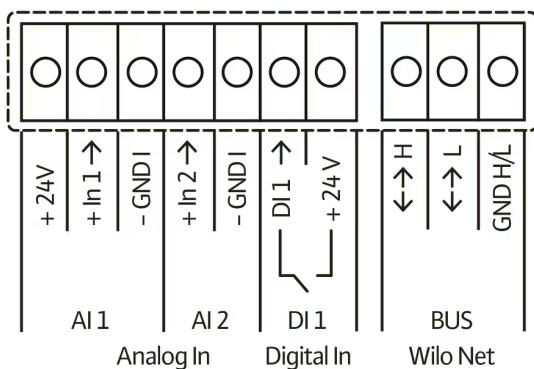 + 24V
+ In 1 →
- GND I
+ In 2 →
- GND I
DI 1 →
+ 24 V
↔ H
↔ L
GND H/L
AI 1 AI 2 DI 1 BUS
Analog In Digital In Wilo Net